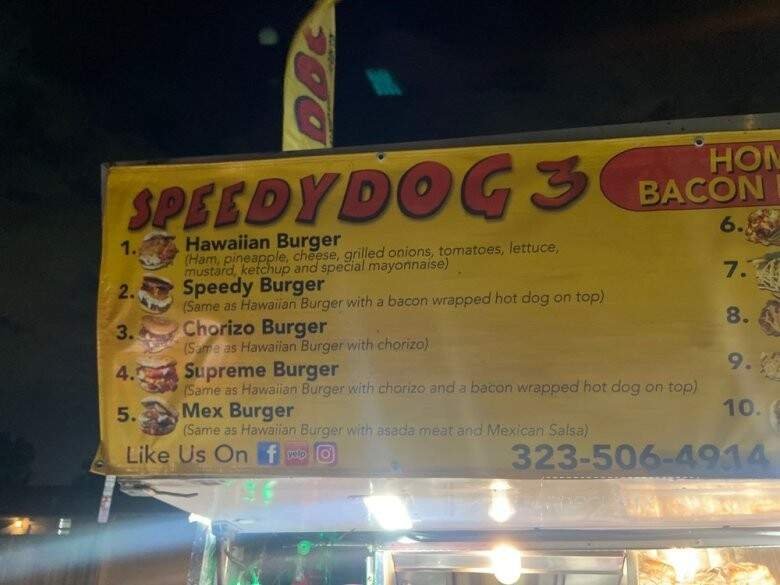 DOG
SPEEDYDOG 3
HOM
BACON
1. Hawaiian Burger
(Ham, pineapple, cheese, grilled onions, tomatoes, lettuce,
mustard, ketchup and special mayonnaise)
2. Speedy Burger
(Same as Hawaiian Burger with a bacon wrapped hot dog on top)
3. Chorizo Burger
(Same as Hawaiian Burger with chorizo)
4. Supreme Burger
(Same as Hawaiian Burger with chorizo and a bacon wrapped hot dog on top)
5. Mex Burger
(Same as Hawaiian Burger with asada meat and Mexican Salsa)
6.
7.
8.
9.
10.
Like Us On f yelp
323-506-4914